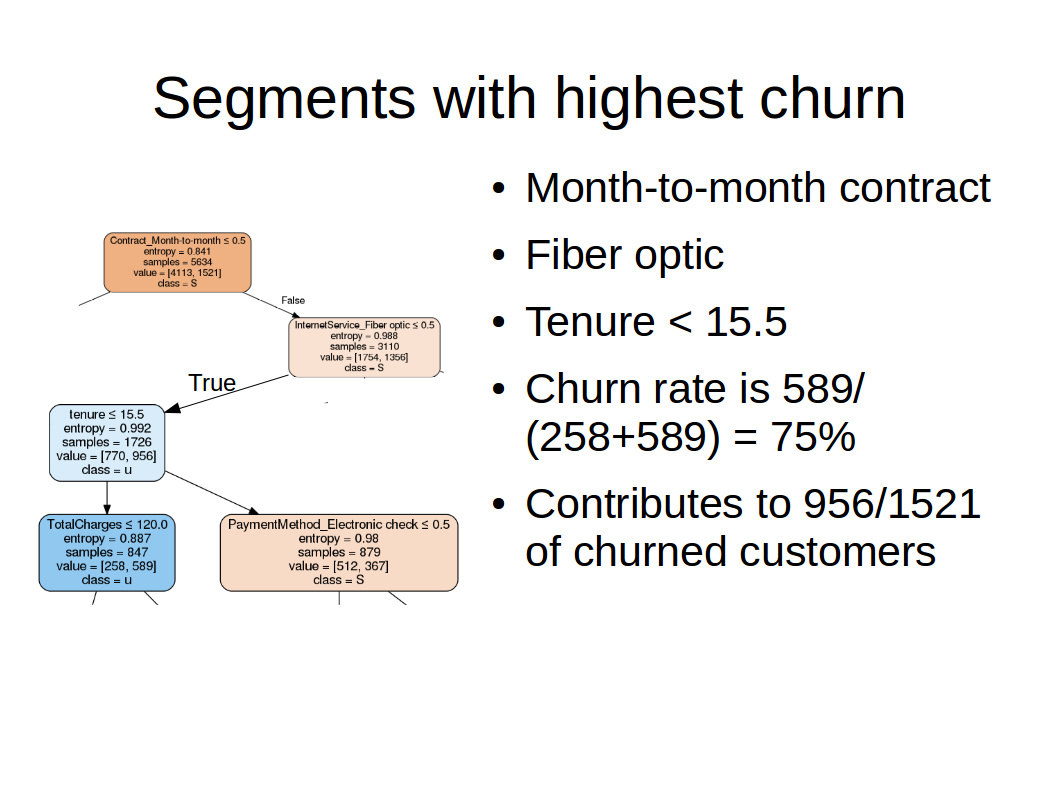 Segments with highest churn
Contract_Month-to-month ≤ 0.5
entropy = 0.841
samples = 5634
value = [4113, 1521]
class = S
False
InternetService_Fiber optic ≤ 0.5
entropy = 0.988
samples = 3110
value = [1754, 1356]
class = S
True
tenure ≤ 15.5
entropy = 0.992
samples = 1726
value = [770, 956]
class = u
TotalCharges ≤ 120.0
entropy = 0.887
samples = 847
value = [258, 589]
class = u
PaymentMethod_Electronic check ≤ 0.5
entropy = 0.98
samples = 879
value = [512, 367]
class = S
• Month-to-month contract
• Fiber optic
• Tenure < 15.5
• Churn rate is 589/
(258+589) = 75%
• Contributes to 956/1521
of churned customers